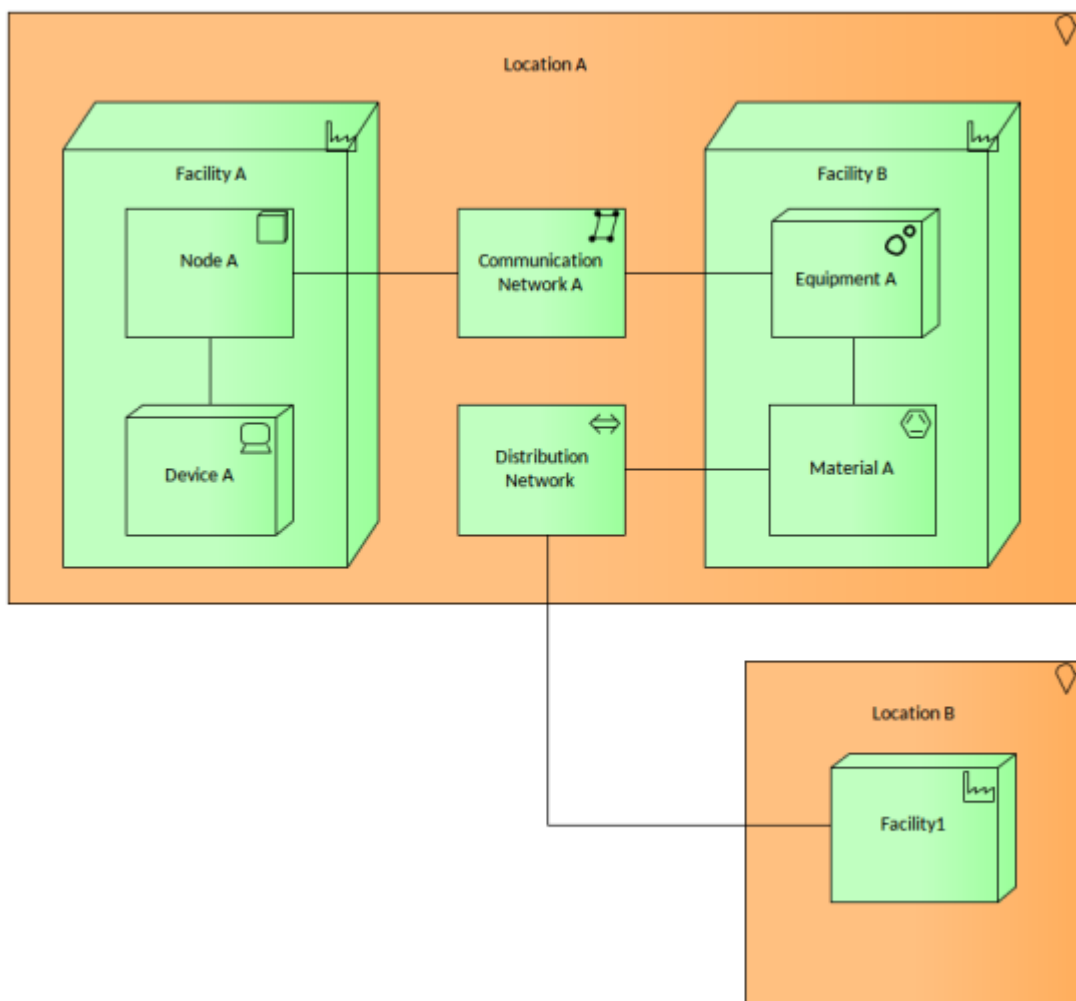 Location A
Facility A
Facility B
Node A
Communication
Network A
Equipment A
Device A
Distribution
Network
Material A
Location B
Facility1